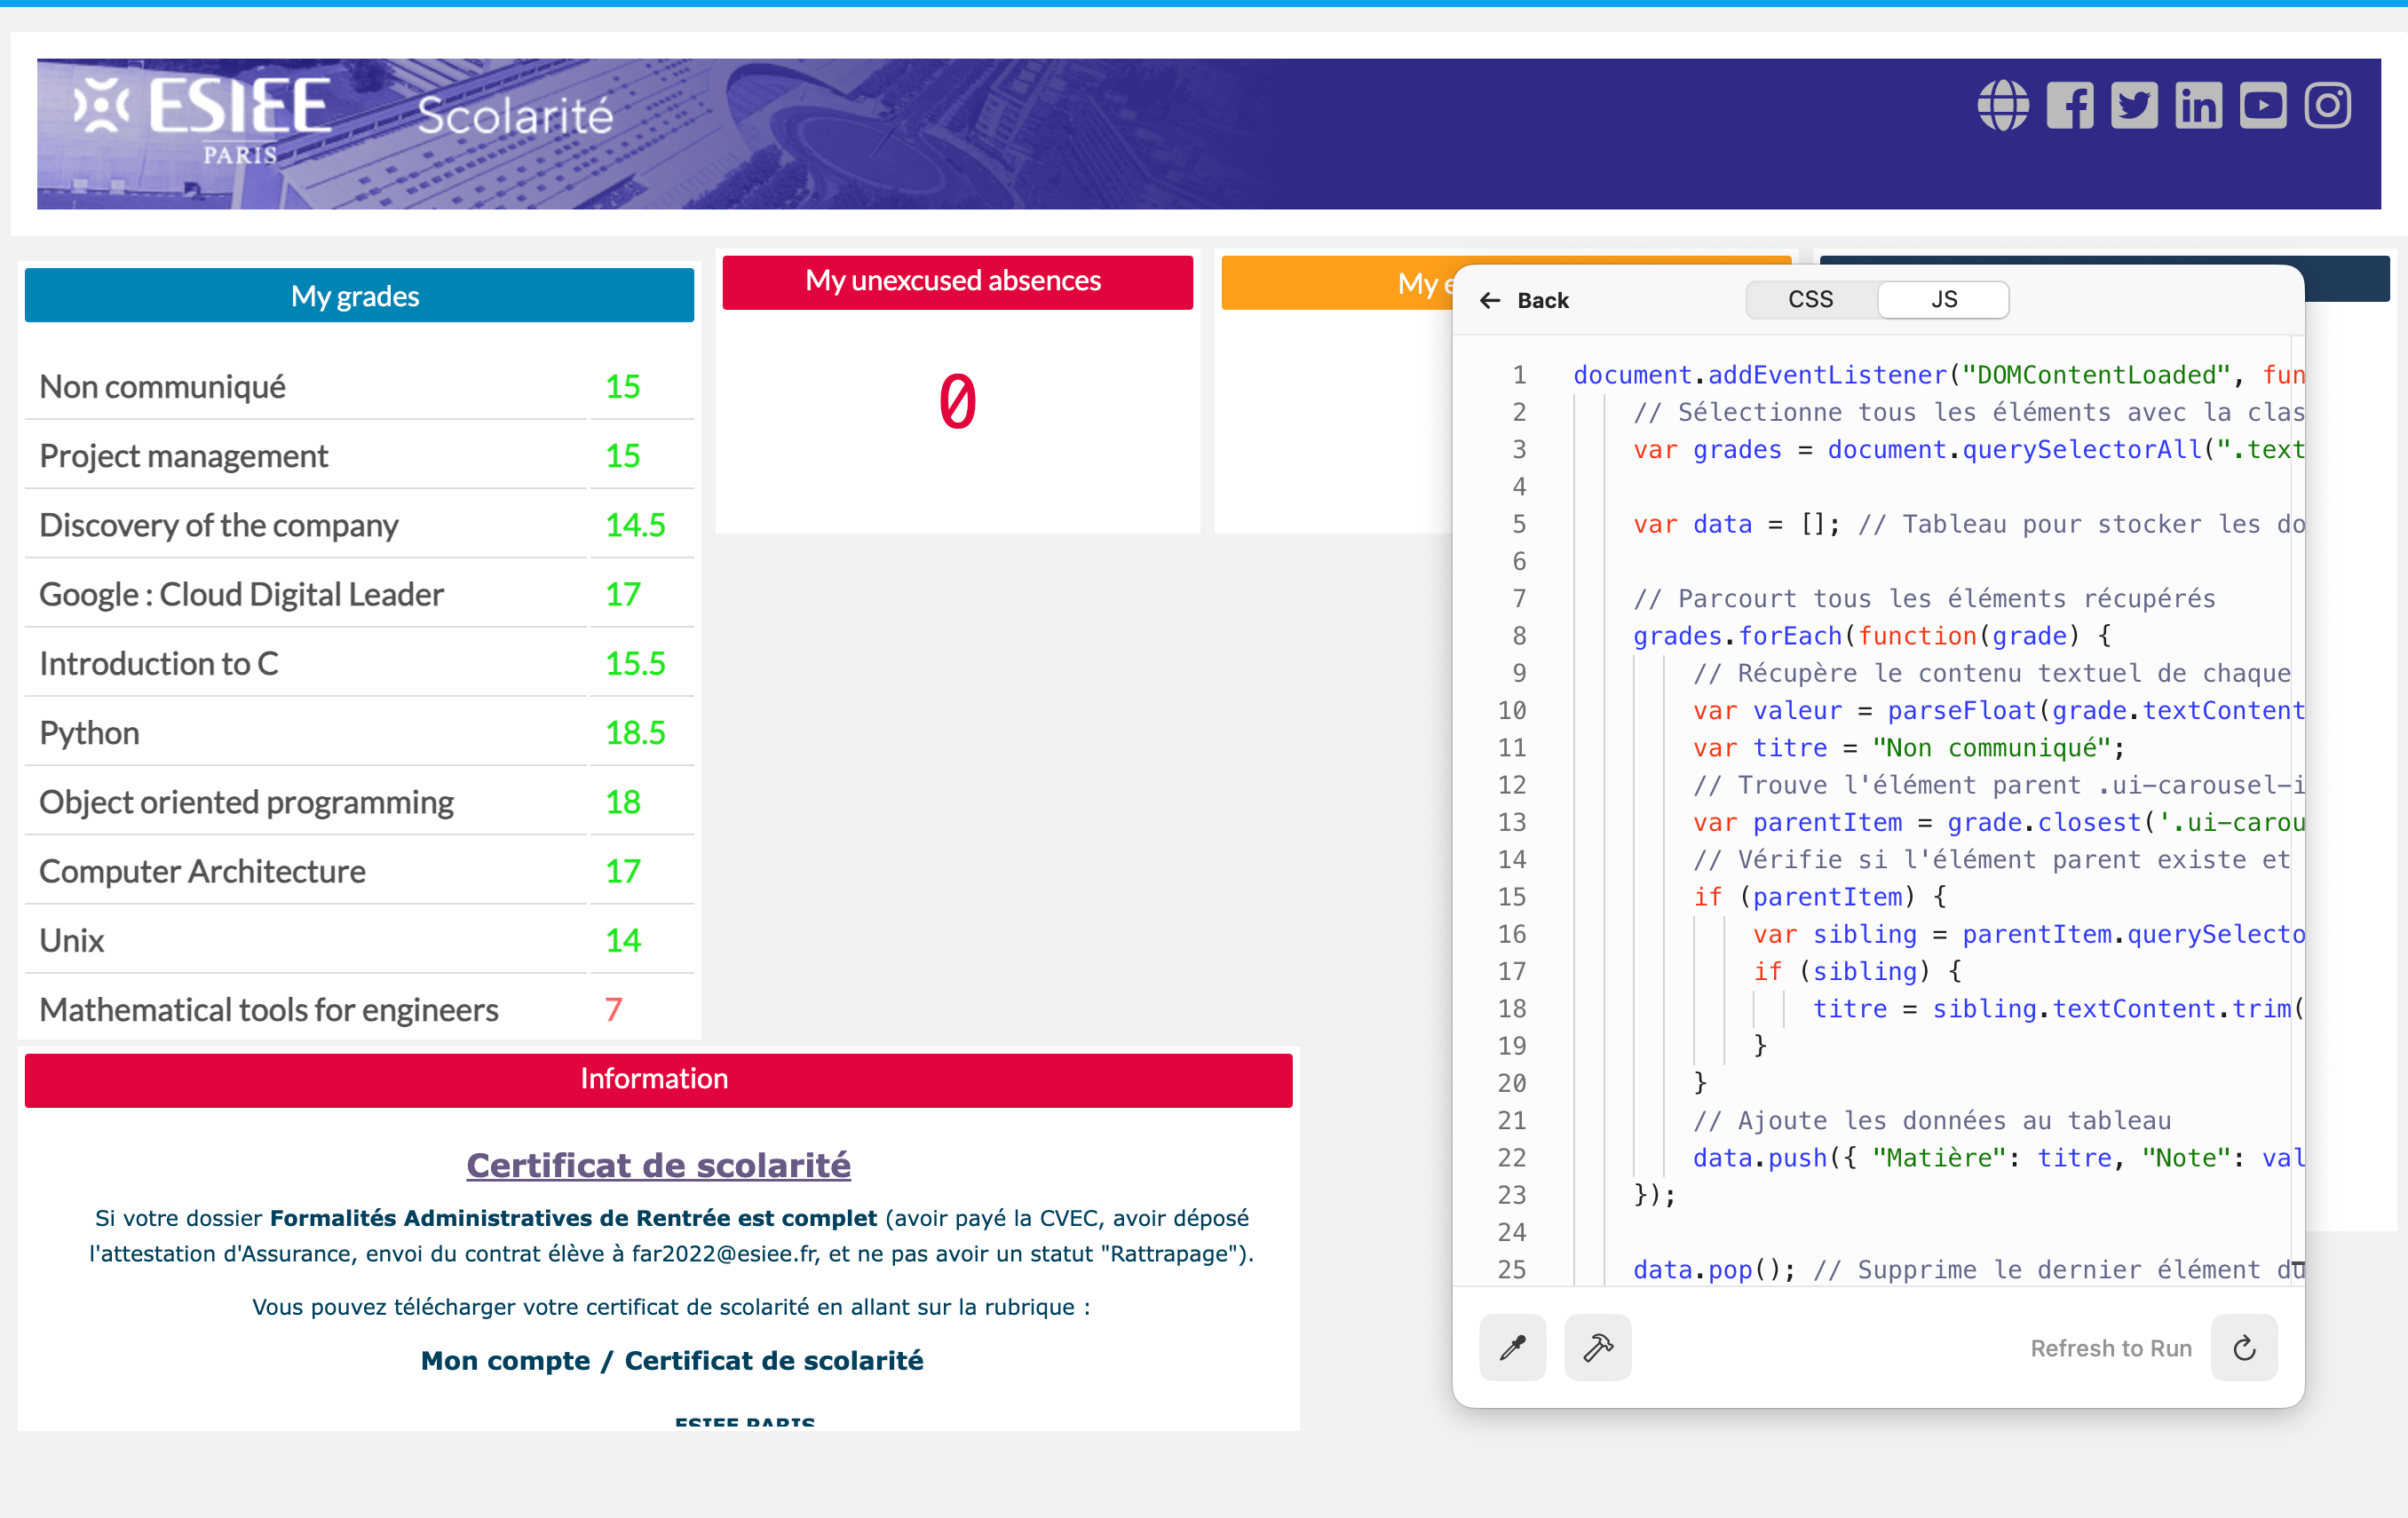 ESIEE
PARIS
Scolarité
My grades
Non communiqué 15
Project management 15
Discovery of the company 14.5
Google : Cloud Digital Leader 17
Introduction to C 15.5
Python 18.5
Object oriented programming 18
Computer Architecture 17
Unix 14
Mathematical tools for engineers 7
My unexcused absences
0
My e
Information
Certificat de scolarité
Si votre dossier Formalités Administratives de Rentrée est complet (avoir payé la CVEC, avoir déposé
l'attestation d'Assurance, envoi du contrat élève à far2022@esiee.fr, et ne pas avoir un statut "Rattrapage").
Vous pouvez télécharger votre certificat de scolarité en allant sur la rubrique :
Mon compte / Certificat de scolarité
ESIEE PARIS
Back
CSS
JS
1 document.addEventListener("DOMContentLoaded", fun
2 // Sélectionne tous les éléments avec la clas
3 var grades = document.querySelectorAll(".text
4
5 var data = []; // Tableau pour stocker les do
6
7 // Parcourt tous les éléments récupérés
8 grades.forEach(function(grade) {
9 // Récupère le contenu textuel de chaque
10 var valeur = parseFloat(grade.textContent
11 var titre = "Non communiqué";
12 // Trouve l'élément parent .ui-carousel-i
13 var parentItem = grade.closest('.ui-carou
14 // Vérifie si l'élément parent existe et
15 if (parentItem) {
16 var sibling = parentItem.querySelecto
17 if (sibling) {
18 titre = sibling.textContent.trim(
19 }
20 }
21 // Ajoute les données au tableau
22 data.push({ "Matière": titre, "Note": val
23 });
24
25 data.pop(); // Supprime le dernier élément du
Refresh to Run